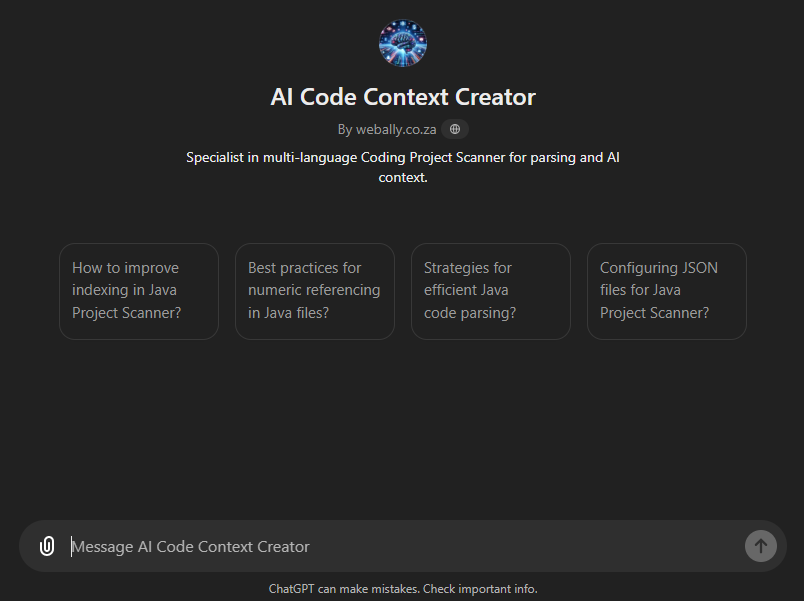 AI Code Context Creator
By webally.co.za
Specialist in multi-language Coding Project Scanner for parsing and AI
context.
How to improve
indexing in Java
Project Scanner?
Best practices for
numeric referencing
in Java files?
Strategies for
efficient Java
code parsing?
Configuring JSON
files for Java
Project Scanner?
Message AI Code Context Creator
ChatGPT can make mistakes. Check important info.